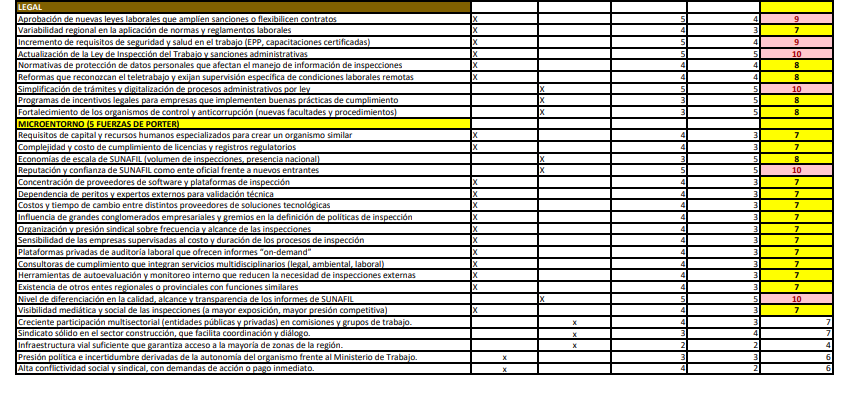 LEGAL
Aprobación de nuevas leyes laborales que amplíen sanciones o flexibilicen contratos X 5 4 9
Variabilidad regional en la aplicación de normas y reglamentos laborales X 4 3 7
Incremento de requisitos de seguridad y salud en el trabajo (EPP, capacitaciones certificadas) X 5 4 9
Actualización de la Ley de Inspección del Trabajo y sanciones administrativas X 5 5 10
Normativas de protección de datos personales que afectan el manejo de información de inspecciones X 4 4 8
Reformas que reconozcan el teletrabajo y exijan supervisión específica de condiciones laborales remotas X 4 4 8
Simplificación de trámites y digitalización de procesos administrativos por ley X 5 5 10
Programas de incentivos legales para empresas que implementen buenas prácticas de cumplimiento X 3 5 8
Fortalecimiento de los organismos de control y anticorrupción (nuevas facultades y procedimientos) X 3 5 8
MICROENTORNO (5 FUERZAS DE PORTER)
Requisitos de capital y recursos humanos especializados para crear un organismo similar X 4 3 7
Complejidad y costo de cumplimiento de licencias y registros regulatorios X 4 3 7
Economías de escala de SUNAFIL (volumen de inspecciones, presencia nacional) X 3 5 8
Reputación y confianza de SUNAFIL como ente oficial frente a nuevos entrantes X 5 5 10
Concentración de proveedores de software y plataformas de inspección X 4 3 7
Dependencia de peritos y expertos externos para validación técnica X 4 3 7
Costos y tiempo de cambio entre distintos proveedores de soluciones tecnológicas X 4 3 7
Influencia de grandes conglomerados empresariales y gremios en la definición de políticas de inspección X 4 3 7
Organización y presión sindical sobre frecuencia y alcance de las inspecciones X 4 3 7
Sensibilidad de las empresas supervisadas al costo y duración de los procesos de inspección X 4 3 7
Plataformas privadas de auditoría laboral que ofrecen informes “on-demand” X 4 3 7
Consultoras de cumplimiento que integran servicios multidisciplinarios (legal, ambiental, laboral) X 4 3 7
Herramientas de autoevaluación y monitoreo interno que reducen la necesidad de inspecciones externas X 4 3 7
Existencia de otros entes regionales o provinciales con funciones similares X 4 3 7
Nivel de diferenciación en la calidad, alcance y transparencia de los informes de SUNAFIL X 5 5 10
Visibilidad mediática y social de las inspecciones (a mayor exposición, mayor presión competitiva) X 4 3 7
Creciente participación multisectorial (entidades públicas y privadas) en comisiones y grupos de trabajo. x 4 3 7
Sindicato sólido en el sector construcción, que facilita coordinación y diálogo. x 3 4 7
Infraestructura vial suficiente que garantiza acceso a la mayoría de zonas de la región. x 2 2 4
Presión política e incertidumbre derivadas de la autonomía del organismo frente al Ministerio de Trabajo. x 3 3 6
Alta conflictividad social y sindical, con demandas de acción o pago inmediato. x 4 2 6